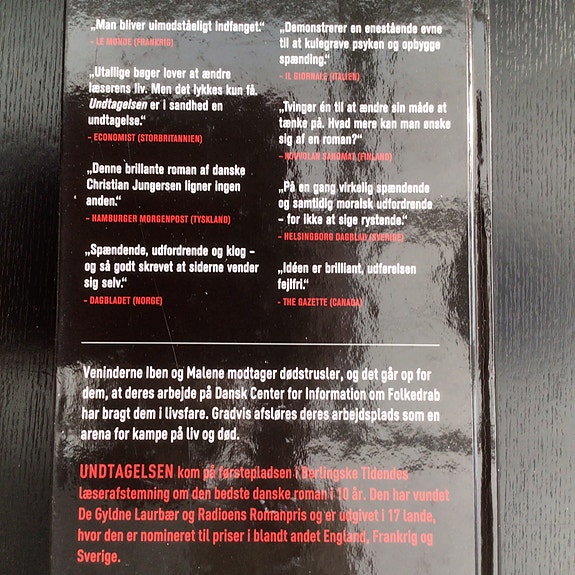 „Man bliver uimodståeligt indfanget.“
– LE MONDE (FRANKRIG)
„Utallige bøger lover at ændre
læserens liv. Men det lykkes kun få.
Undtagelsen er i sandhed en
undtagelse.“
– ECONOMIST (STORBRITANNIEN)
„Denne brillante roman af danske
Christian Jungersen ligner ingen
anden.“
– HAMBURGER MORGENPOST (TYSKLAND)
„Spændende, udfordrende og klog –
og så godt skrevet at siderne vender
sig selv.“
– DAGBLADET (NORGE)
„Demonstrerer en enestående evne
til at kulegrave psyken og opbygge
spænding.“
– IL GIORNALE (ITALIEN)
„Tvinger én til at ændre sin måde at
tænke på. Hvad mere kan man ønske
sig af en roman?“
– HUVVOLAN SANOMAT (FINLAND)
„På en gang virkelig spændende
og samtidig moralsk udfordrende
– for ikke at sige rystende.“
– HELSINGBORG DAGBLAD (SVERIGE)
„Idéen er brilliant, udførelsen
fejlfri.“
– THE GAZETTE (CANADA)
Veninderne Iben og Malene modtager dødstrusler, og det går op for
dem, at deres arbejde på Dansk Center for Information om Folkedrab
har bragt dem i livsfare. Gradvis afsløres deres arbejdsplads som en
arena for kampe på liv og død.
UNDTAGELSEN kom på førstepladsen i Berlingske Tidendes
læserafstemning om den bedste danske roman i 10 år. Den har vundet
De Gyldne Laurbær og Radioens Romanpris og er udgivet i 17 lande,
hvor den er nomineret til priser i blandt andet England, Frankrig og
Sverige.